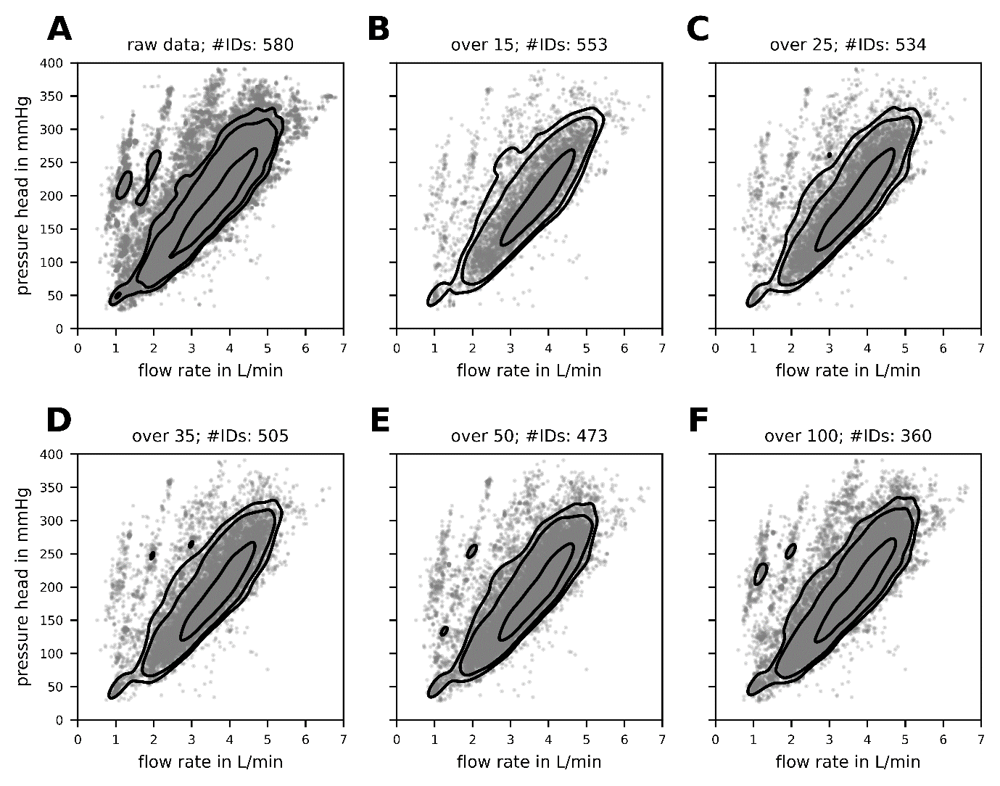 A
raw data; #IDs: 580
B
over 15; #IDs: 553
C
over 25; #IDs: 534
400
350
300
250
200
150
100
50
0
pressure head in mmHg
0 1 2 3 4 5 6 7
0 1 2 3 4 5 6 7
0 1 2 3 4 5 6 7
flow rate in L/min
flow rate in L/min
flow rate in L/min
D
over 35; #IDs: 505
E
over 50; #IDs: 473
F
over 100; #IDs: 360
400
350
300
250
200
150
100
50
0
pressure head in mmHg
0 1 2 3 4 5 6 7
0 1 2 3 4 5 6 7
0 1 2 3 4 5 6 7
flow rate in L/min
flow rate in L/min
flow rate in L/min